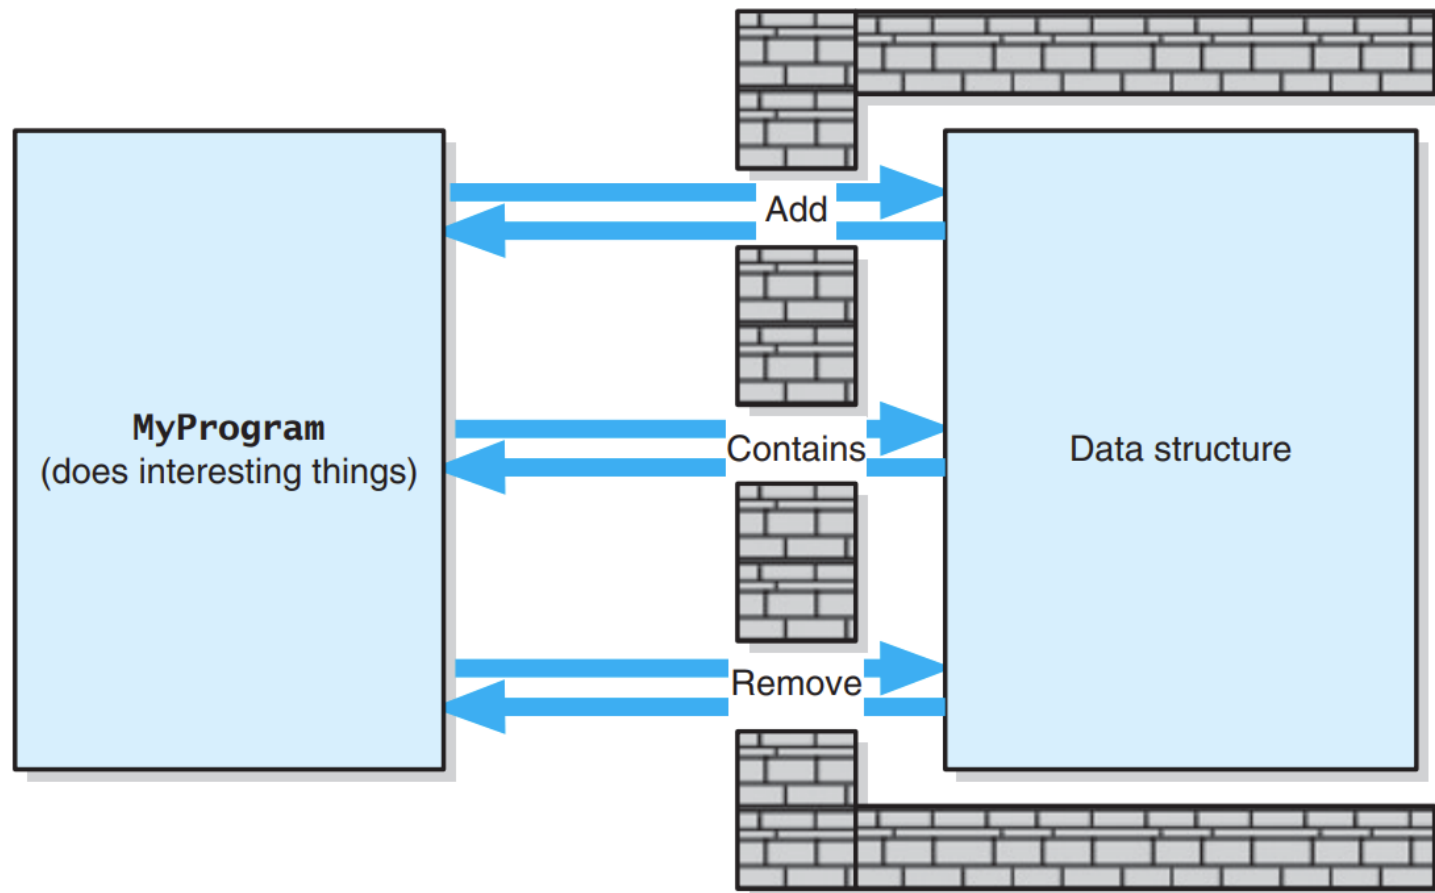 Add
MyProgram
(does interesting things)
Contains
Data structure
Remove